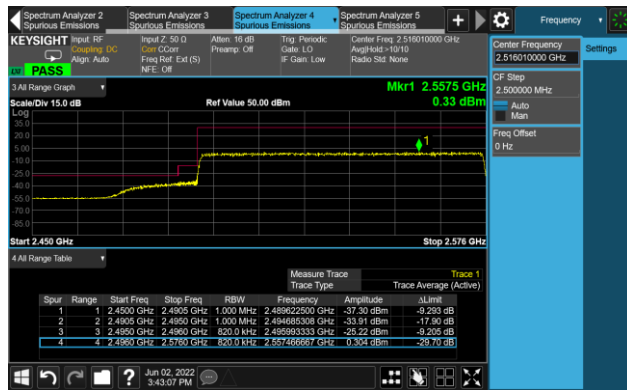 Spectrum Analyzer 2 Spurious Emissions
Spectrum Analyzer 3 Spurious Emissions
Spectrum Analyzer 4 Spurious Emissions
Spectrum Analyzer 5 Spurious Emissions
+
Frequency
KEYSIGHT
Input: RF
Coupling: DC
Align: Auto
Input Z: 50 Ω
Corr CCorr
Freq Ref: Ext (S)
NFE: Off
Atten: 16 dB
Preamp: Off
Trig: Periodic
Gate: LO
IF Gain: Low
Center Freq: 2.516010000 GHz
Avg|Hold:>10/10
Radio Std: None
PASS
Center Frequency
2.516010000 GHz
Settings
CF Step
2.500000 MHz
Auto
Man
Freq Offset
0 Hz
3 All Range Graph
Mkr1 2.5575 GHz
Scale/Div 15.0 dB
Ref Value 50.00 dBm
0.33 dBm
Log
35.0
20.0
5.00
-10.0
-25.0
-40.0
-55.0
-70.0
-85.0
1
Start 2.450 GHz
Stop 2.576 GHz
4 All Range Table
Measure Trace Trace 1
Trace Type Trace Average (Active)
Spur Range Start Freq Stop Freq RBW Frequency Amplitude ΔLimit
1 1 2.4500 GHz 2.4905 GHz 1.000 MHz 2.489622500 GHz -37.30 dBm -9.293 dB
2 2 2.4905 GHz 2.4950 GHz 1.000 MHz 2.494685308 GHz -33.91 dBm -17.90 dB
3 3 2.4950 GHz 2.4960 GHz 820.0 kHz 2.495993333 GHz -25.22 dBm -9.205 dB
4 4 2.4960 GHz 2.5760 GHz 820.0 kHz 2.557466667 GHz 0.304 dBm -29.70 dB
?
Jun 02, 2022
3:43:07 PM